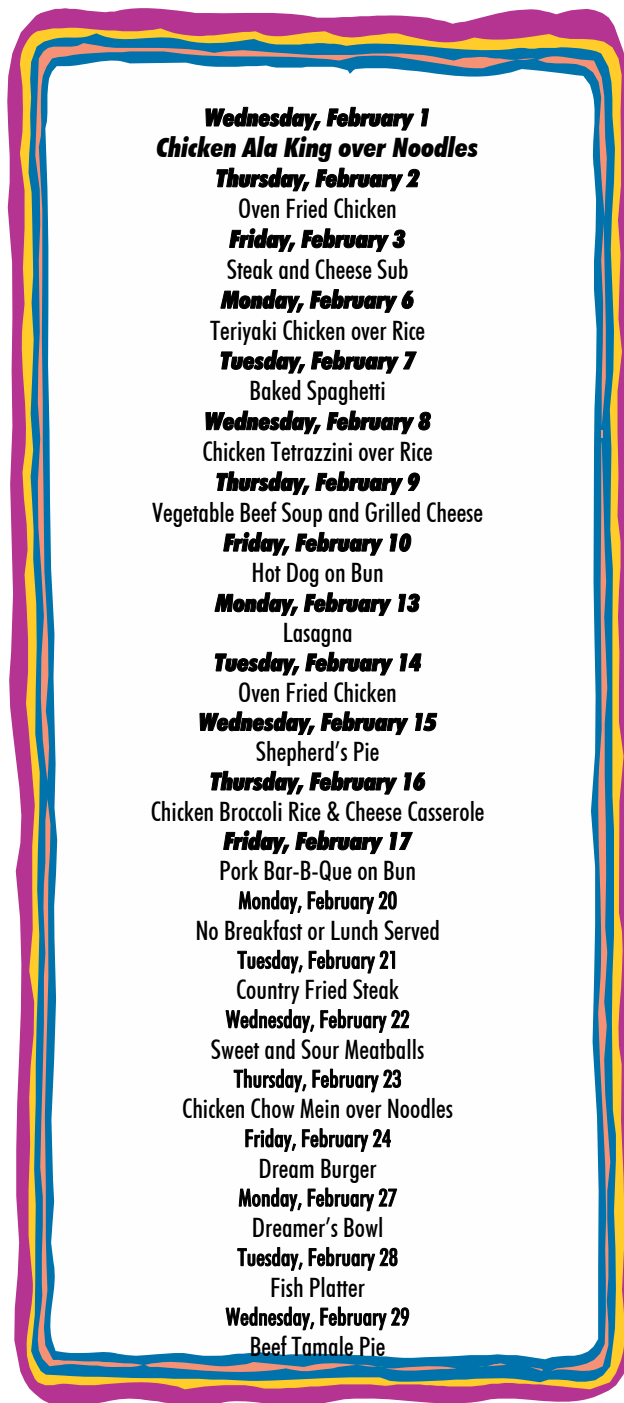 Wednesday, February 1
Chicken Ala King over Noodles
Thursday, February 2
Oven Fried Chicken
Friday, February 3
Steak and Cheese Sub
Monday, February 6
Teriyaki Chicken over Rice
Tuesday, February 7
Baked Spaghetti
Wednesday, February 8
Chicken Tetrazzini over Rice
Thursday, February 9
Vegetable Beef Soup and Grilled Cheese
Friday, February 10
Hot Dog on Bun
Monday, February 13
Lasagna
Tuesday, February 14
Oven Fried Chicken
Wednesday, February 15
Shepherd’s Pie
Thursday, February 16
Chicken Broccoli Rice & Cheese Casserole
Friday, February 17
Pork Bar-B-Que on Bun
Monday, February 20
No Breakfast or Lunch Served
Tuesday, February 21
Country Fried Steak
Wednesday, February 22
Sweet and Sour Meatballs
Thursday, February 23
Chicken Chow Mein over Noodles
Friday, February 24
Dream Burger
Monday, February 27
Dreamer’s Bowl
Tuesday, February 28
Fish Platter
Wednesday, February 29
Beef Tamale Pie